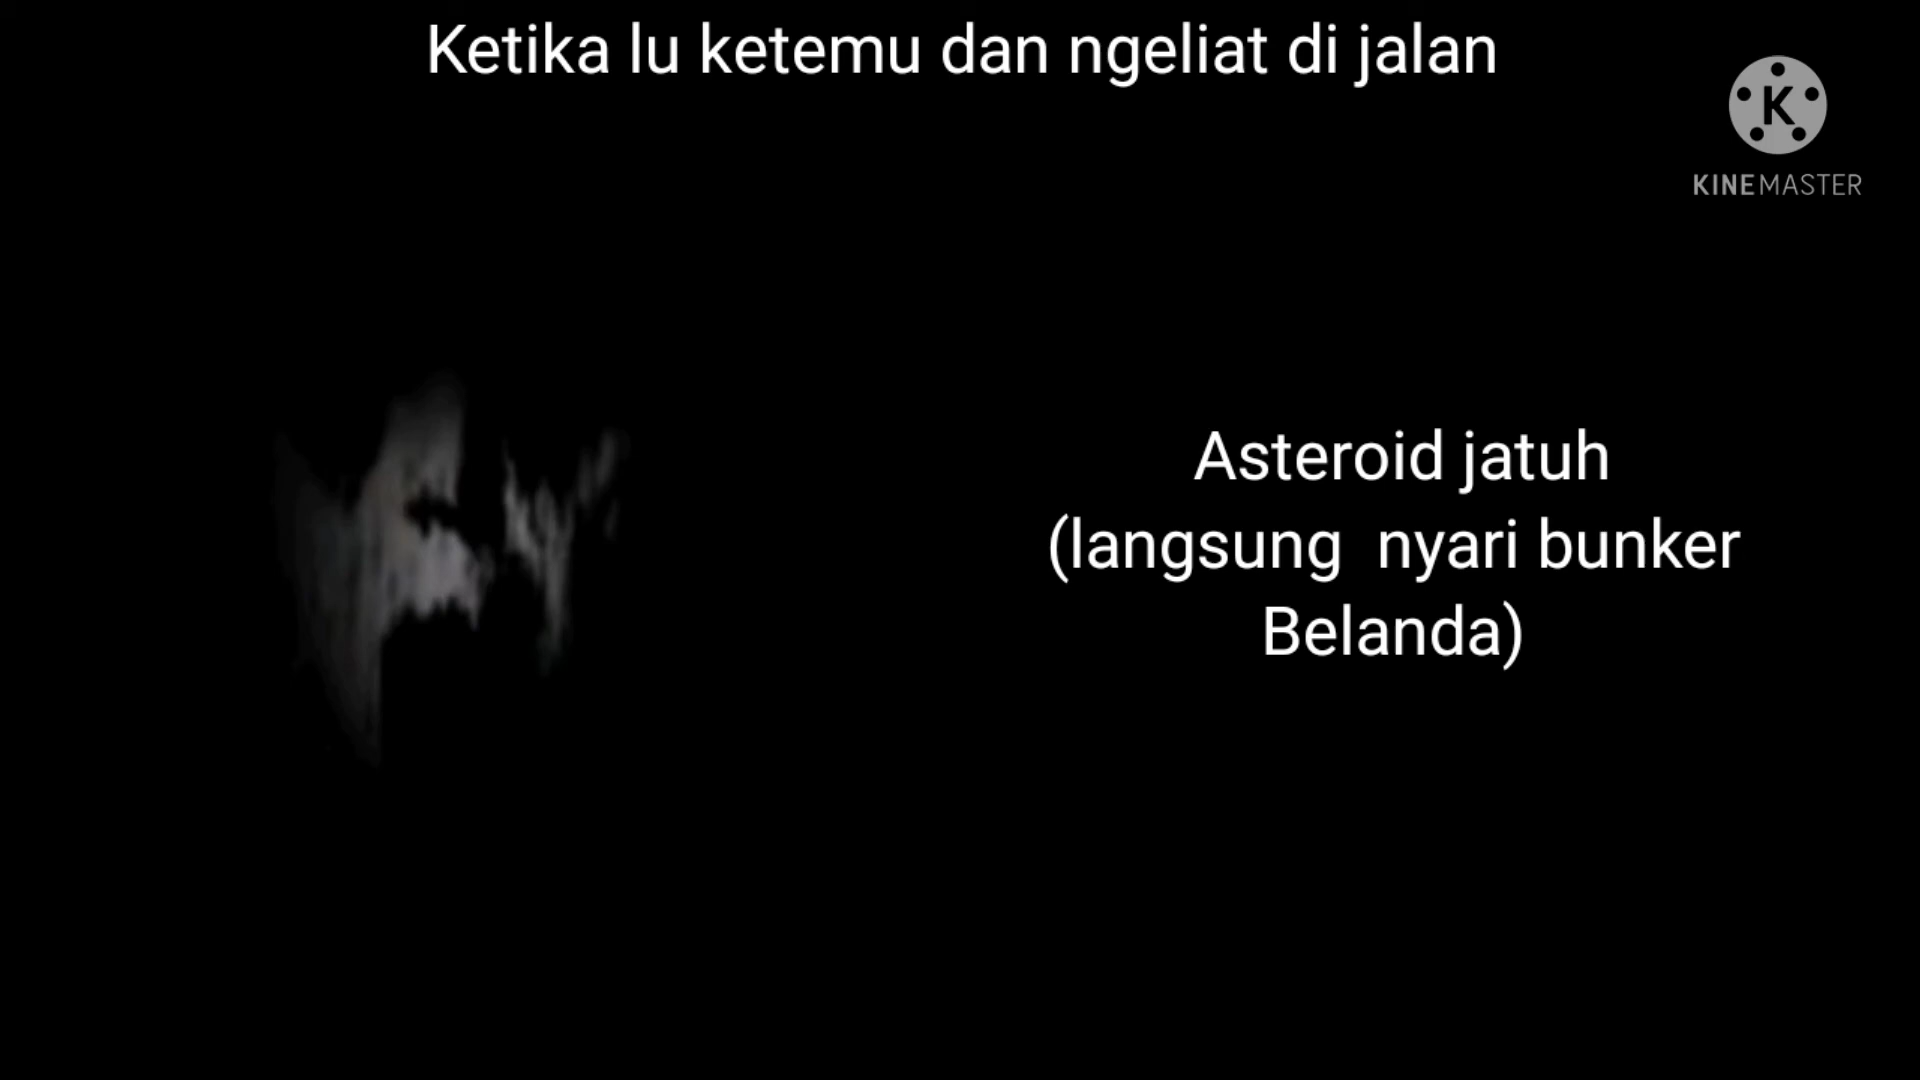 Ketika lu ketemu dan ngeliat di jalan
K
KINEMASTER
Asteroid jatuh
(langsung  nyari bunker
Belanda)